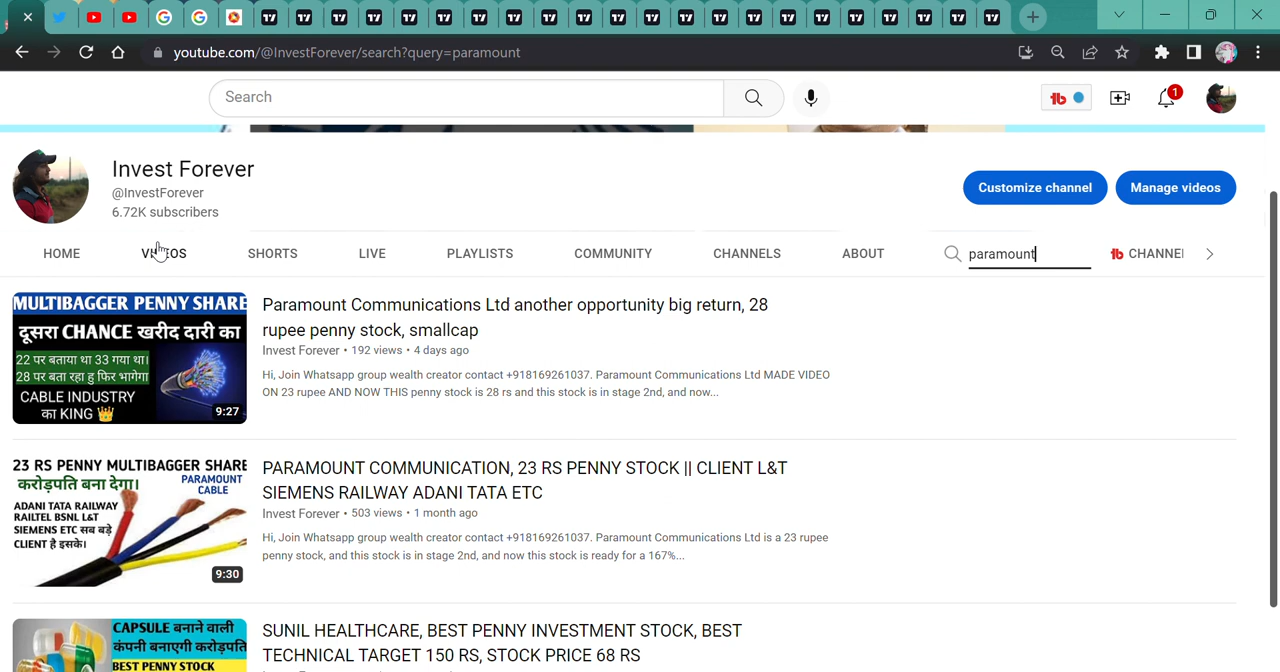 youtube.com/@InvestForever/search?query=paramount
Search
1
Invest Forever
@InvestForever
6.72K subscribers
Customize channel
Manage videos
HOME
VIDEOS
SHORTS
LIVE
PLAYLISTS
COMMUNITY
CHANNELS
ABOUT
paramount
CHANNEL
MULTIBAGGER PENNY SHARE
दूसरा CHANCE खरीद दारी का
22 पर बताया था 33 गया था।
28 पर बता रहा हु फिर भागेगा
CABLE INDUSTRY
का KING 👑
9:27
Paramount Communications Ltd another opportunity big return, 28
rupee penny stock, smallcap
Invest Forever • 192 views • 4 days ago
Hi, Join Whatsapp group wealth creator contact +918169261037. Paramount Communications Ltd MADE VIDEO
ON 23 rupee AND NOW THIS penny stock is 28 rs and this stock is in stage 2nd, and now...
23 RS PENNY MULTIBAGGER SHARE
करोड़पति बना देगा।
PARAMOUNT
CABLE
ADANI TATA RAILWAY
RAILTEL BSNL L&T
SIEMENS ETC सब बड़े
CLIENT है इसके।
9:30
PARAMOUNT COMMUNICATION, 23 RS PENNY STOCK || CLIENT L&T
SIEMENS RAILWAY ADANI TATA ETC
Invest Forever • 503 views • 1 month ago
Hi, Join Whatsapp group wealth creator contact +918169261037. Paramount Communications Ltd is a 23 rupee
penny stock, and this stock is in stage 2nd, and now this stock is ready for a 167%...
CAPSULE बनाने वाली
कंपनी बनाएगी करोड़पति
BEST PENNY STOCK
SUNIL HEALTHCARE, BEST PENNY INVESTMENT STOCK, BEST
TECHNICAL TARGET 150 RS, STOCK PRICE 68 RS